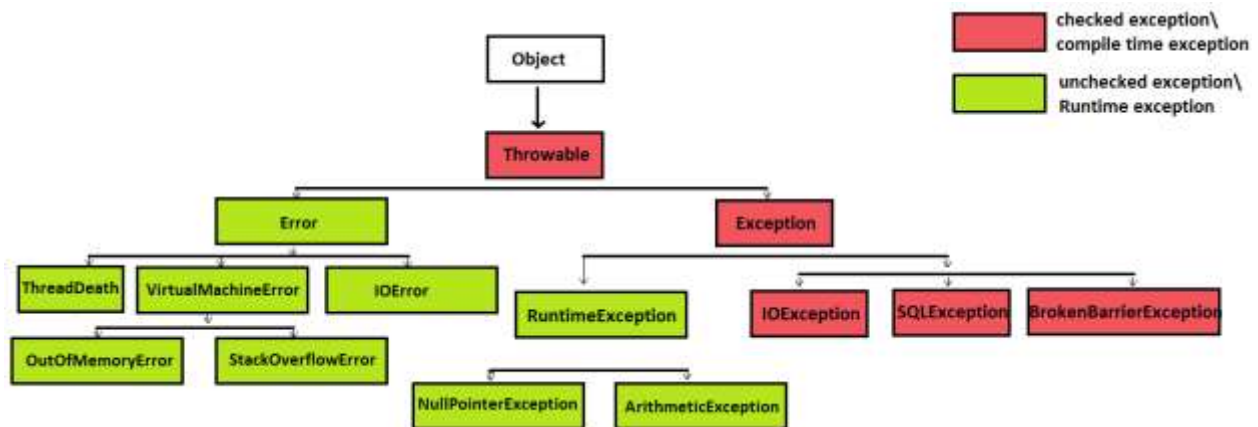 checked exception\
compile time exception
Object
unchecked exception\
Runtime exception
Throwable
Error
Exception
ThreadDeath
VirtualMachineError
IOError
RuntimeException
IOException
SQLException
BrokenBarrierException
OutOfMemoryError
StackOverflowError
NullPointerException
ArithmeticException